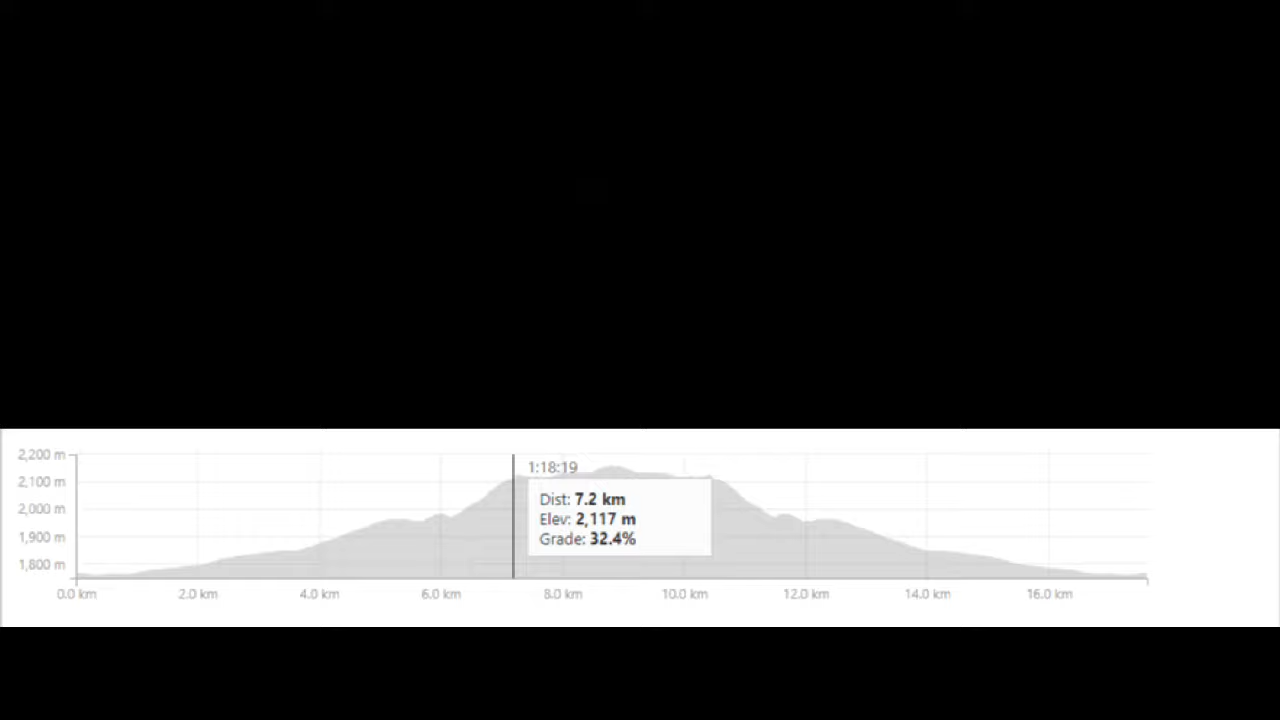 2,200 m
2,100 m
2,000 m
1,900 m
1,800 m
1:18:19
Dist: 7.2 km
Elev: 2,117 m
Grade: 32.4%
0.0 km 2.0 km 4.0 km 6.0 km 8.0 km 10.0 km 12.0 km 14.0 km 16.0 km